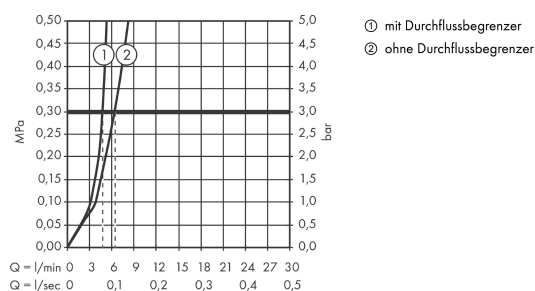 0,50 5,0 ① mit Durchflussbegrenzer
0,45 ① ② 4,5 ② ohne Durchflussbegrenzer
0,40 4,0
0,35 3,5
0,30 3,0
MPa 0,25 2,5 bar
0,20 2,0
0,15 1,5
0,10 1,0
0,05 0,5
0,00 0,0
Q = l/min 0 3 6 9 12 15 18 21 24 27 30
Q = l/sec 0 0,1 0,2 0,3 0,4 0,5